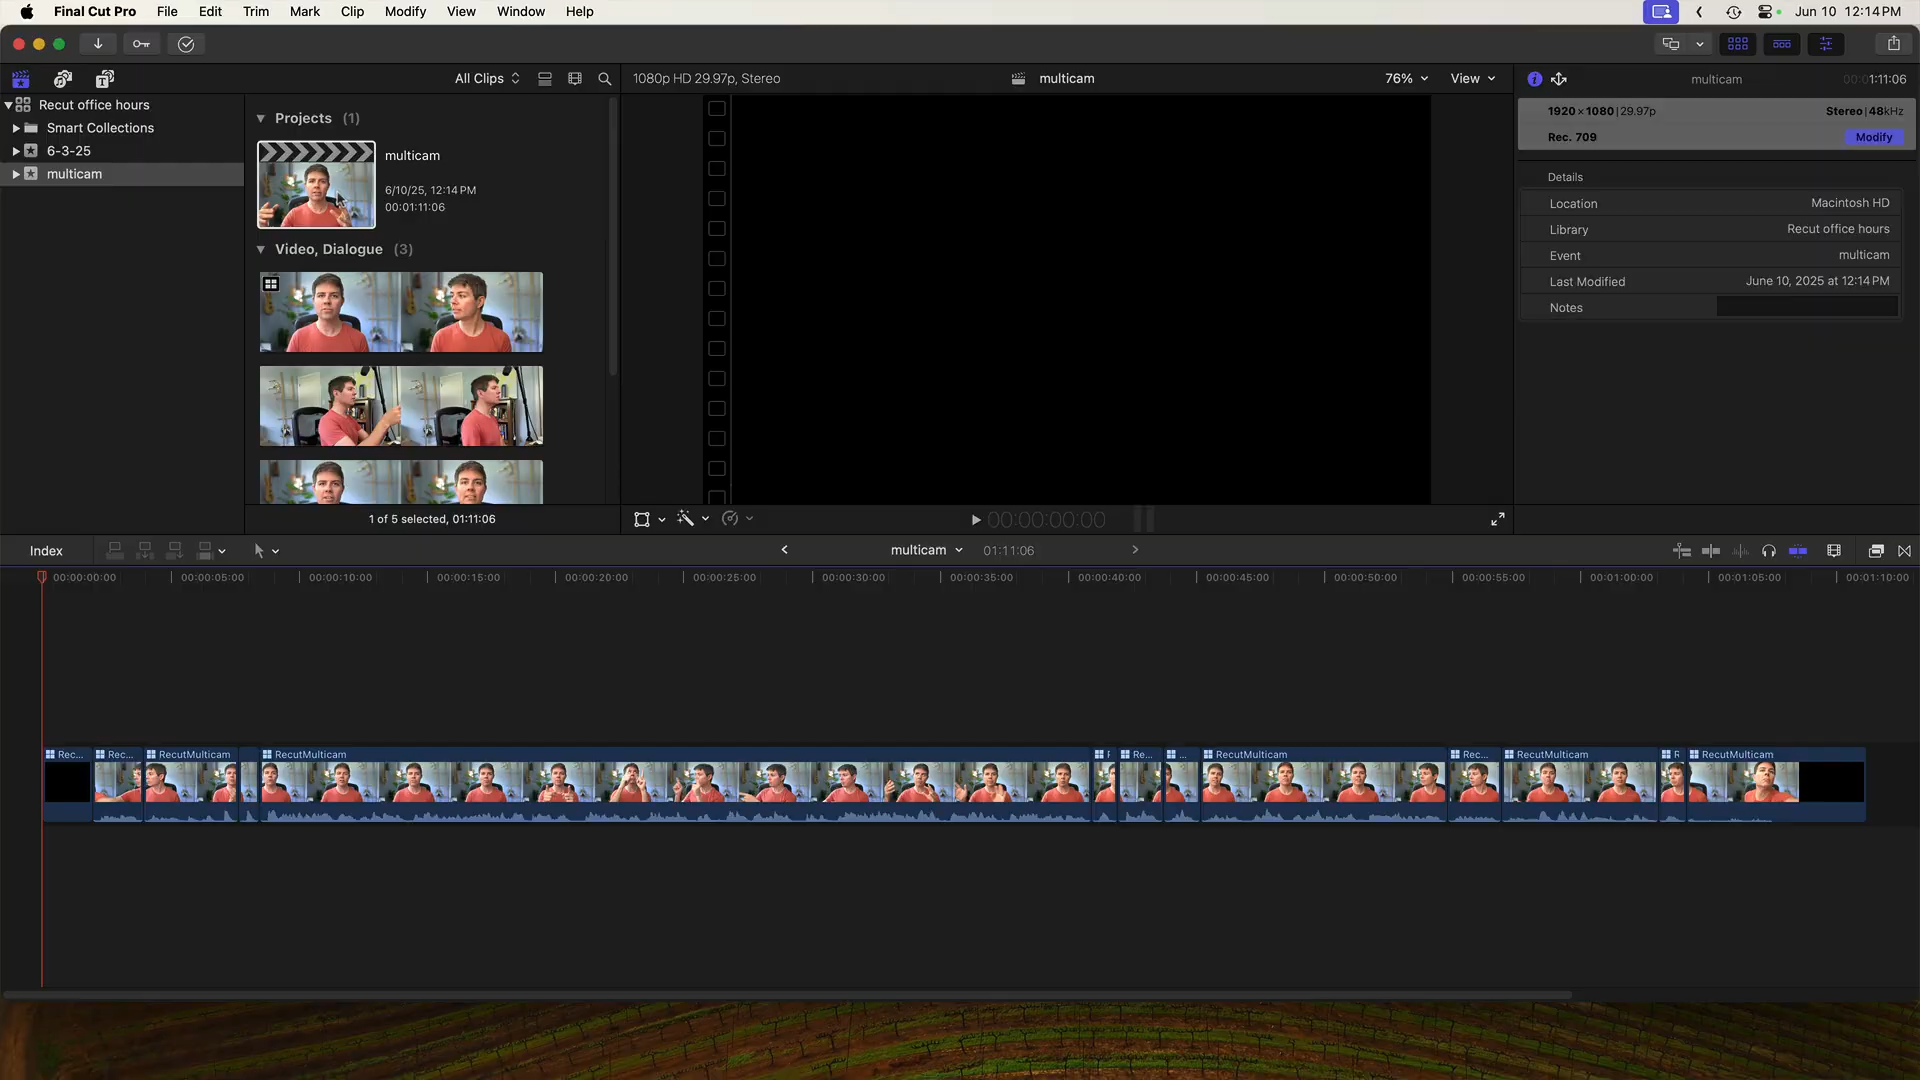 Final Cut Pro File Edit Trim Mark Clip Modify View Window Help
Jun 10 12:14 PM
All Clips
1080p HD 29.97p, Stereo
multicam
76%
View
multicam
00:00:01:11:06
Recut office hours
Smart Collections
6-3-25
multicam
Projects (1)
multicam
6/10/25, 12:14 PM
00:01:11:06
Video, Dialogue (3)
1 of 5 selected, 01:11:06
00:00:00:00
1920 × 1080 | 29.97p
Stereo | 48kHz
Rec. 709
Modify
Details
Location Macintosh HD
Library Recut office hours
Event multicam
Last Modified June 10, 2025 at 12:14 PM
Notes
Index
multicam
01:11:06
00:00:00:00 00:00:05:00 00:00:10:00 00:00:15:00 00:00:20:00 00:00:25:00 00:00:30:00 00:00:35:00 00:00:40:00 00:00:45:00 00:00:50:00 00:00:55:00 00:01:00:00 00:01:05:00 00:01:10:00
Rec... Rec... RecutMulticam RecutMulticam F Re... ... RecutMulticam Rec... RecutMulticam R RecutMulticam